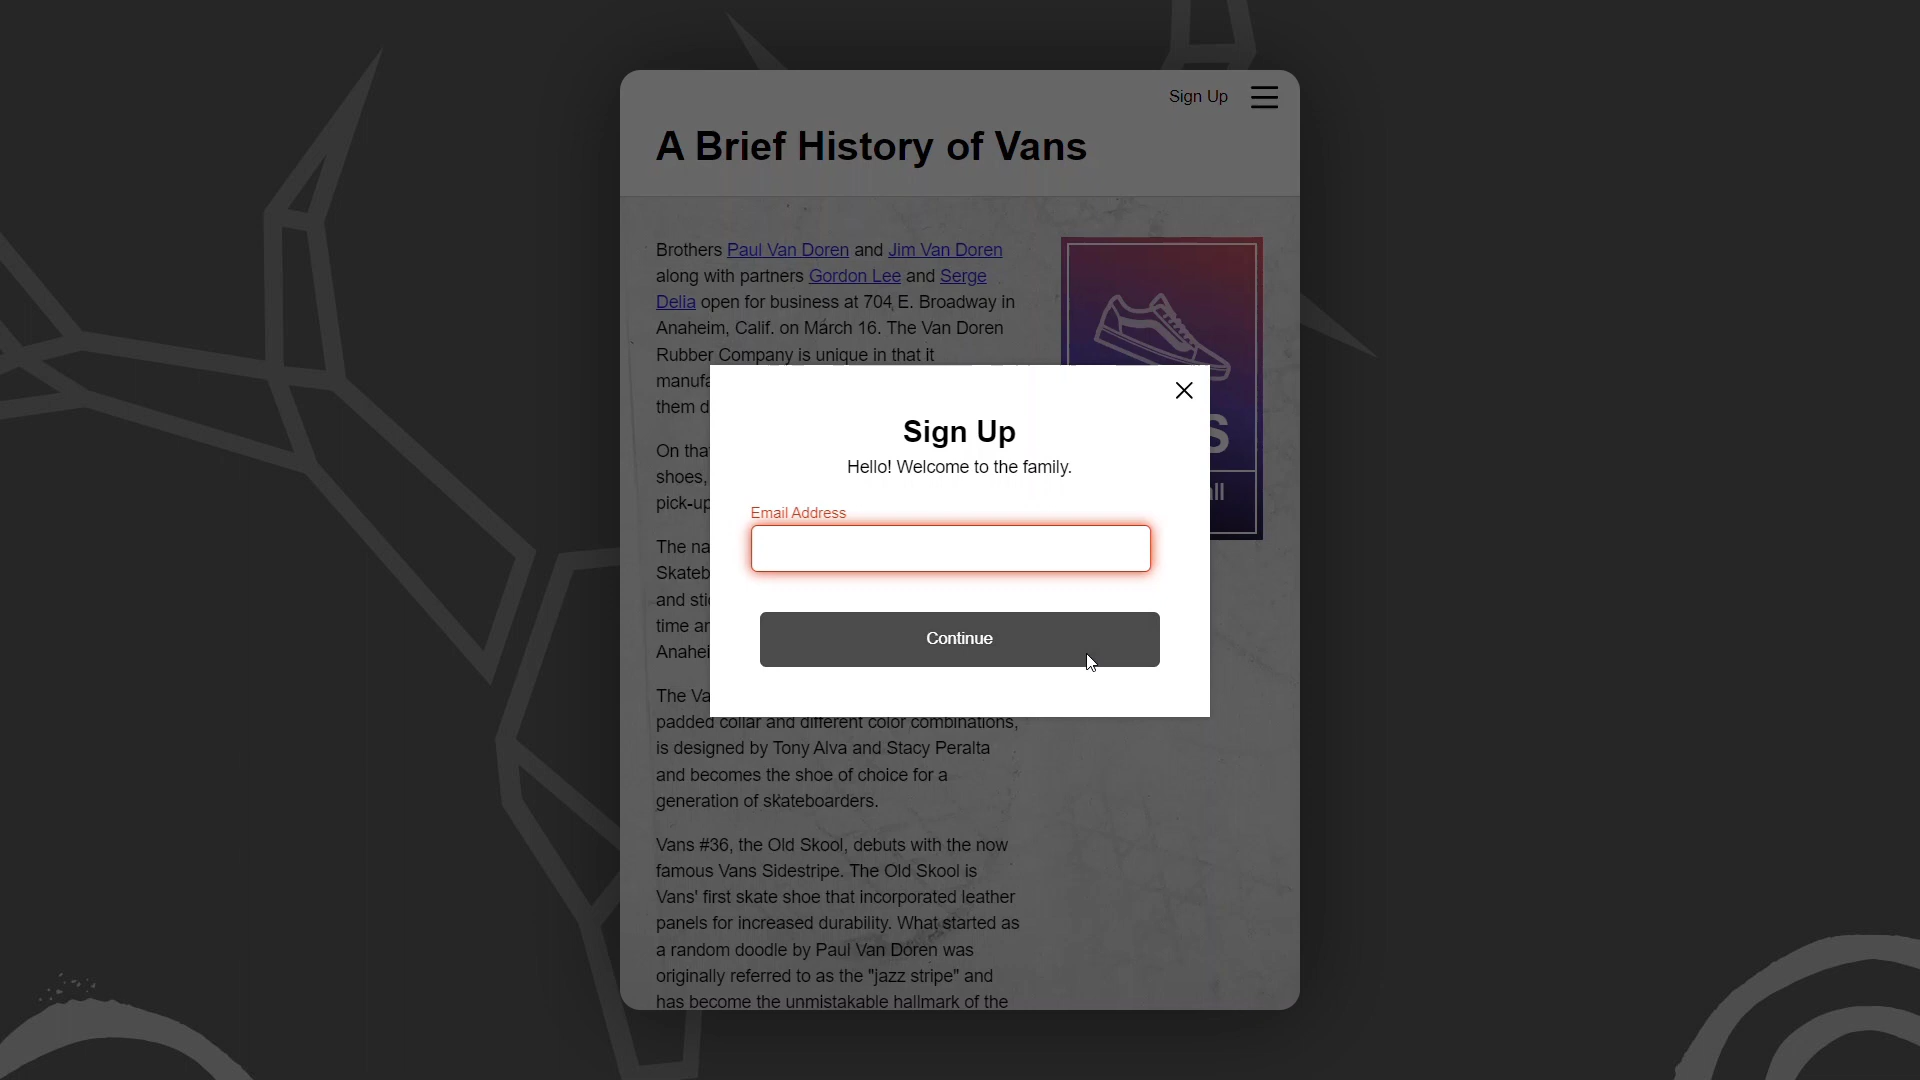 Sign Up
A Brief History of Vans
Brothers Paul Van Doren and Jim Van Doren
along with partners Gordon Lee and Serge
Delia open for business at 704 E. Broadway in
Anaheim, Calif. on March 16. The Van Doren
Rubber Company is unique in that it
manufa
them d
On tha
shoes,
pick-up
The na
Skateb
and sti
time an
Anahei
The Va
padded collar and different color combinations,
is designed by Tony Alva and Stacy Peralta
and becomes the shoe of choice for a
generation of skateboarders.
Vans #36, the Old Skool, debuts with the now
famous Vans Sidestripe. The Old Skool is
Vans' first skate shoe that incorporated leather
panels for increased durability. What started as
a random doodle by Paul Van Doren was
originally referred to as the "jazz stripe" and
has become the unmistakable hallmark of the
S
all
Sign Up
Hello! Welcome to the family.
Email Address
Continue